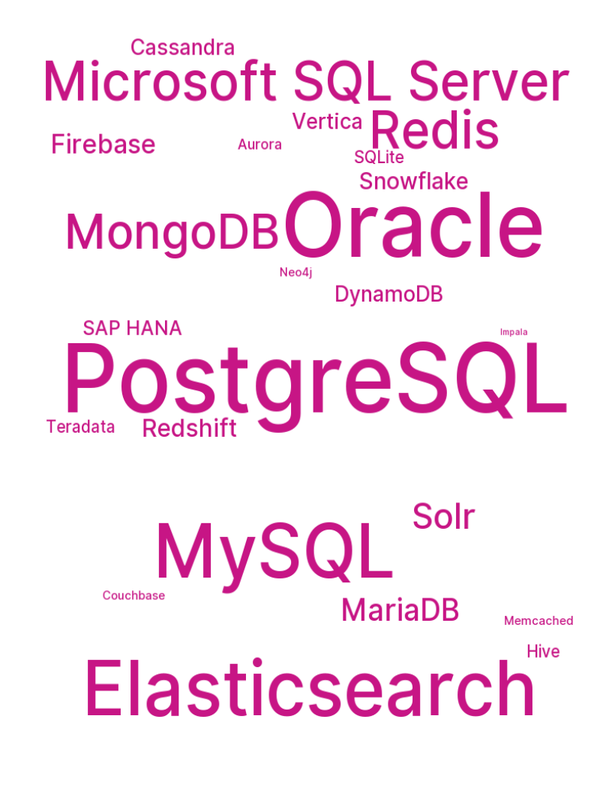 Cassandra
Microsoft SQL Server
Vertica
Redis
Firebase
Aurora
SQLite
Snowflake
MongoDB
Oracle
Neo4j
DynamoDB
SAP HANA
Impala
PostgreSQL
Teradata
Redshift
Solr
MySQL
Couchbase
MariaDB
Memcached
Hive
Elasticsearch